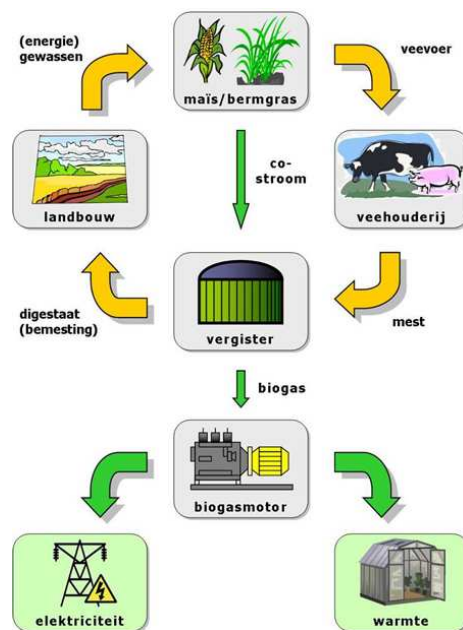 (energie)
gewassen
veevoer
maïs/bermgras
co-
stroom
landbouw
veehouderij
digestaat
(bemesting)
mest
vergister
biogas
biogasmotor
elektriciteit
warmte